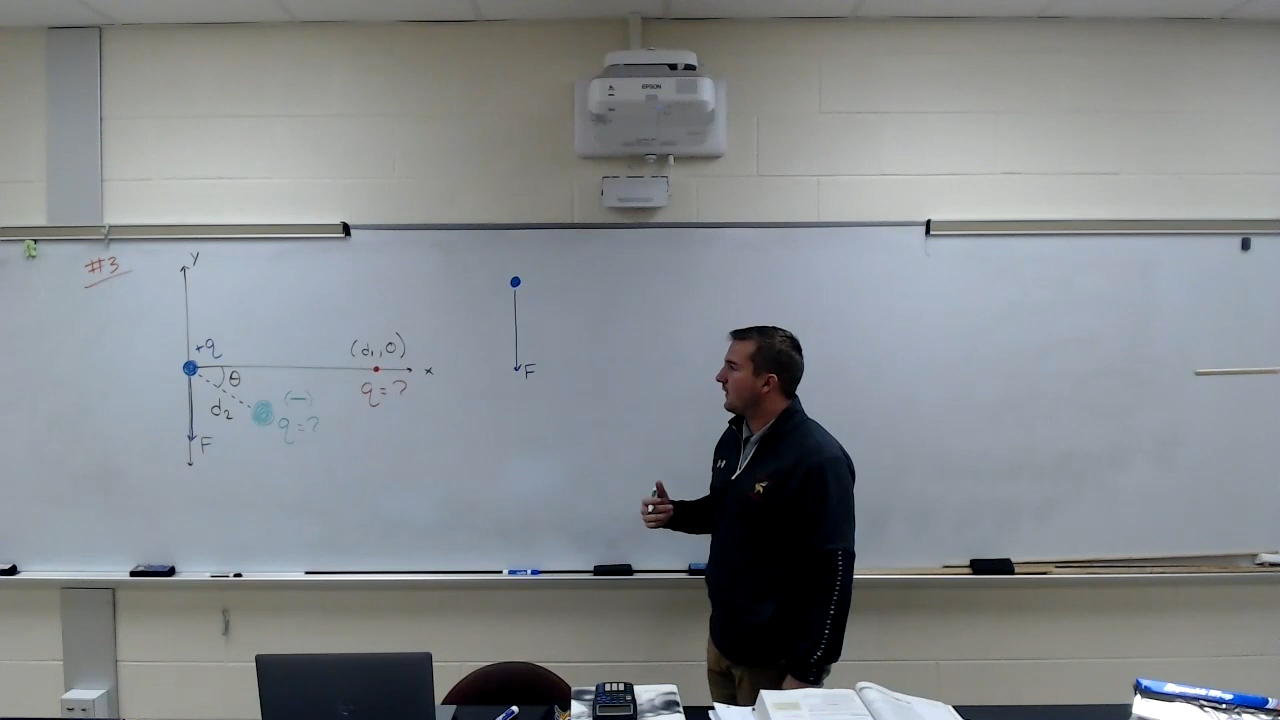 EPSON
#3
y
+q
(d₁,0)
x
θ
q=?
d₂
(-)
q=?
F
F